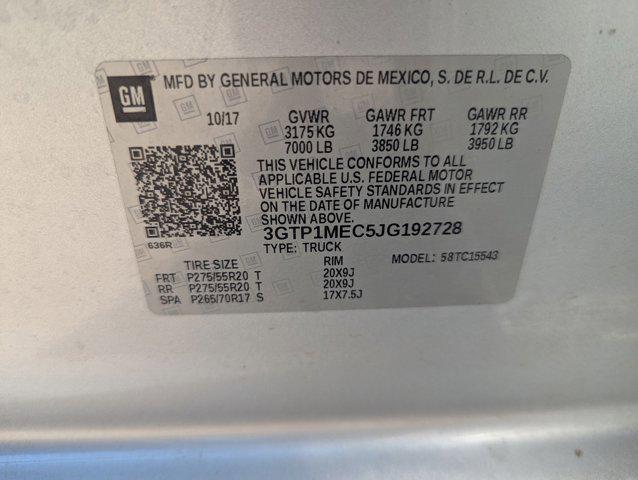 GM
MFD BY GENERAL MOTORS DE MEXICO, S. DE R.L. DE C.V.
10/17 GVWR GAWR FRT GAWR RR
3175 KG 1746 KG 1792 KG
7000 LB 3850 LB 3950 LB
THIS VEHICLE CONFORMS TO ALL
APPLICABLE U.S. FEDERAL MOTOR
VEHICLE SAFETY STANDARDS IN EFFECT
ON THE DATE OF MANUFACTURE
SHOWN ABOVE.
636R 3GTP1MEC5JG192728
TYPE: TRUCK
TIRE SIZE RIM MODEL: 58TC15543
FRT P275/55R20 T 20X9J
RR P275/55R20 T 20X9J
SPA P265/70R17 S 17X7.5J